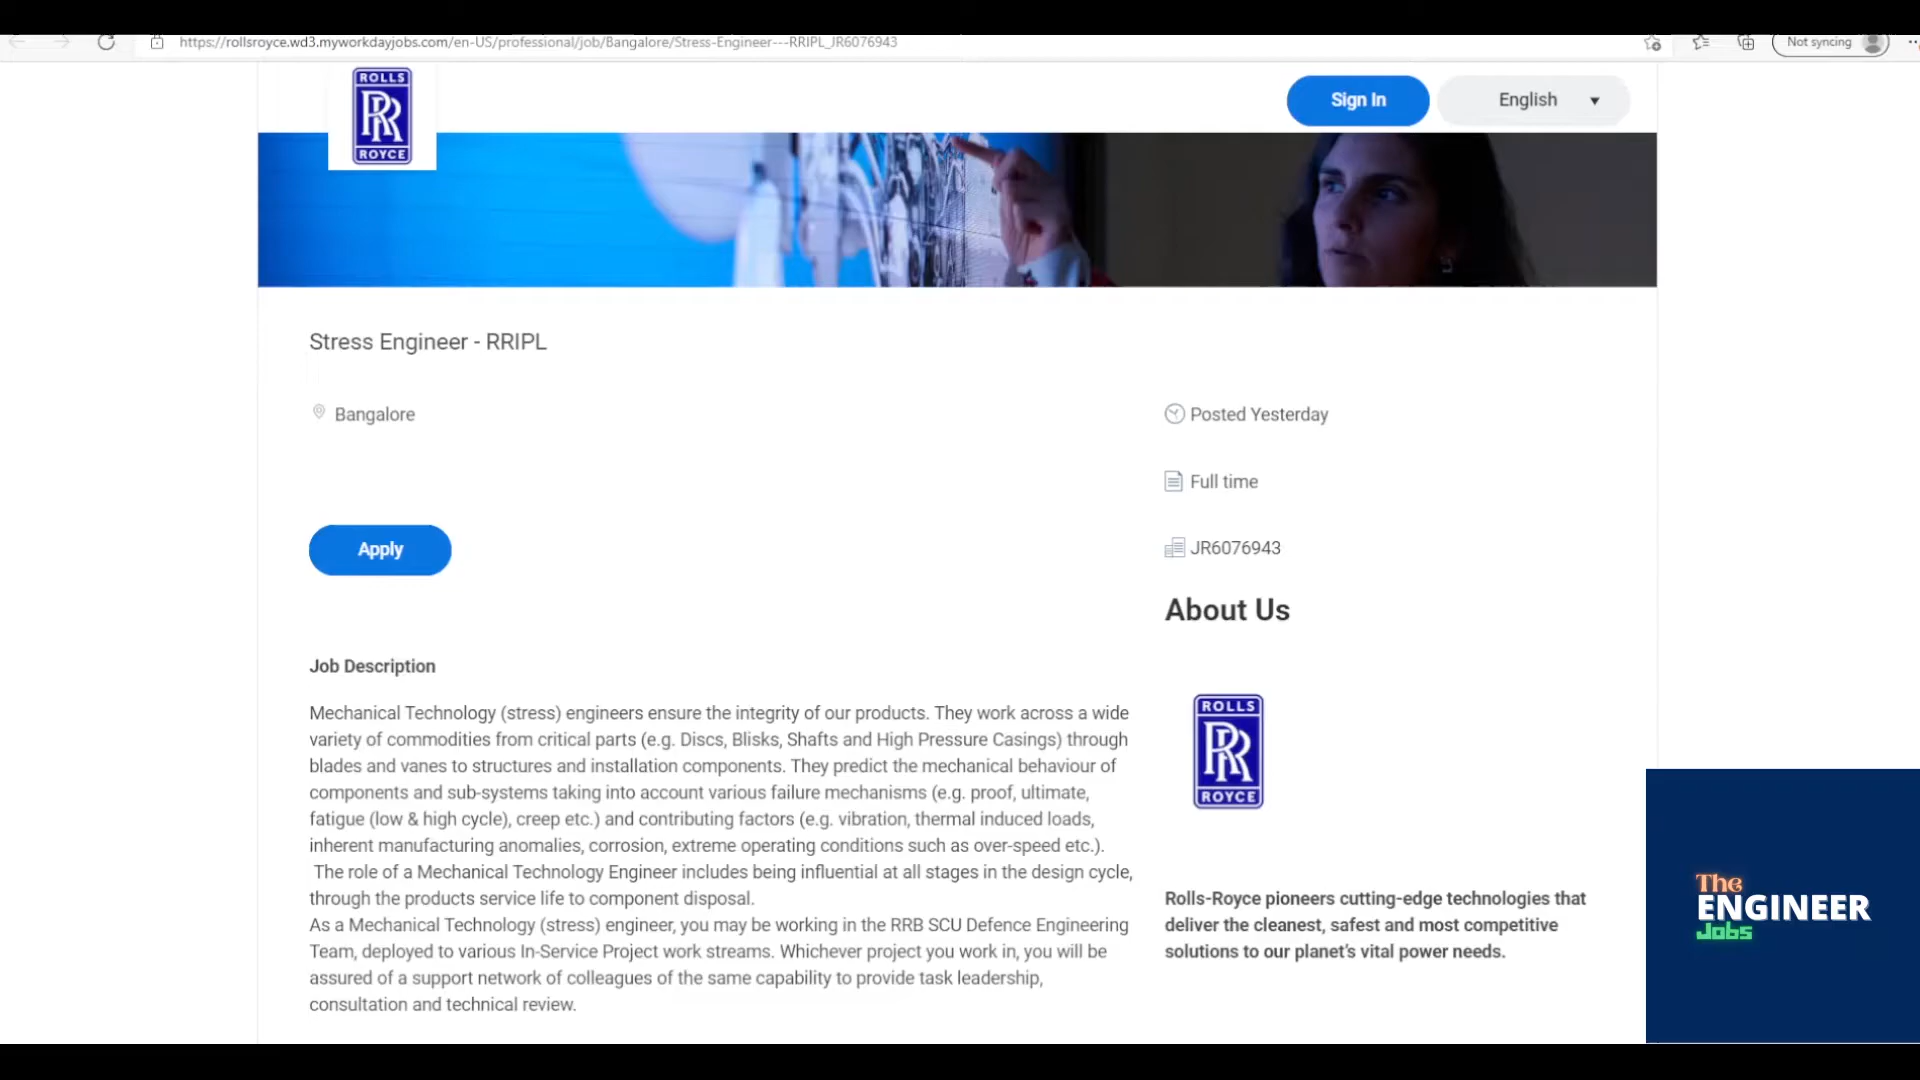 https://rollsroyce.wd3.myworkdayjobs.com/en-US/professional/job/Bangalore/Stress-Engineer---RRIPL_JR6076943
Not syncing
ROLLS
RR
ROYCE
Sign In
English
Stress Engineer - RRIPL
Bangalore
Posted Yesterday
Full time
Apply
JR6076943
About Us
Job Description
Mechanical Technology (stress) engineers ensure the integrity of our products. They work across a wide
variety of commodities from critical parts (e.g. Discs, Blisks, Shafts and High Pressure Casings) through
blades and vanes to structures and installation components. They predict the mechanical behaviour of
components and sub-systems taking into account various failure mechanisms (e.g. proof, ultimate,
fatigue (low & high cycle), creep etc.) and contributing factors (e.g. vibration, thermal induced loads,
inherent manufacturing anomalies, corrosion, extreme operating conditions such as over-speed etc.).
The role of a Mechanical Technology Engineer includes being influential at all stages in the design cycle,
through the products service life to component disposal.
As a Mechanical Technology (stress) engineer, you may be working in the RRB SCU Defence Engineering
Team, deployed to various In-Service Project work streams. Whichever project you work in, you will be
assured of a support network of colleagues of the same capability to provide task leadership,
consultation and technical review.
ROLLS
RR
ROYCE
Rolls-Royce pioneers cutting-edge technologies that
deliver the cleanest, safest and most competitive
solutions to our planet's vital power needs.
The
ENGINEER
Jobs